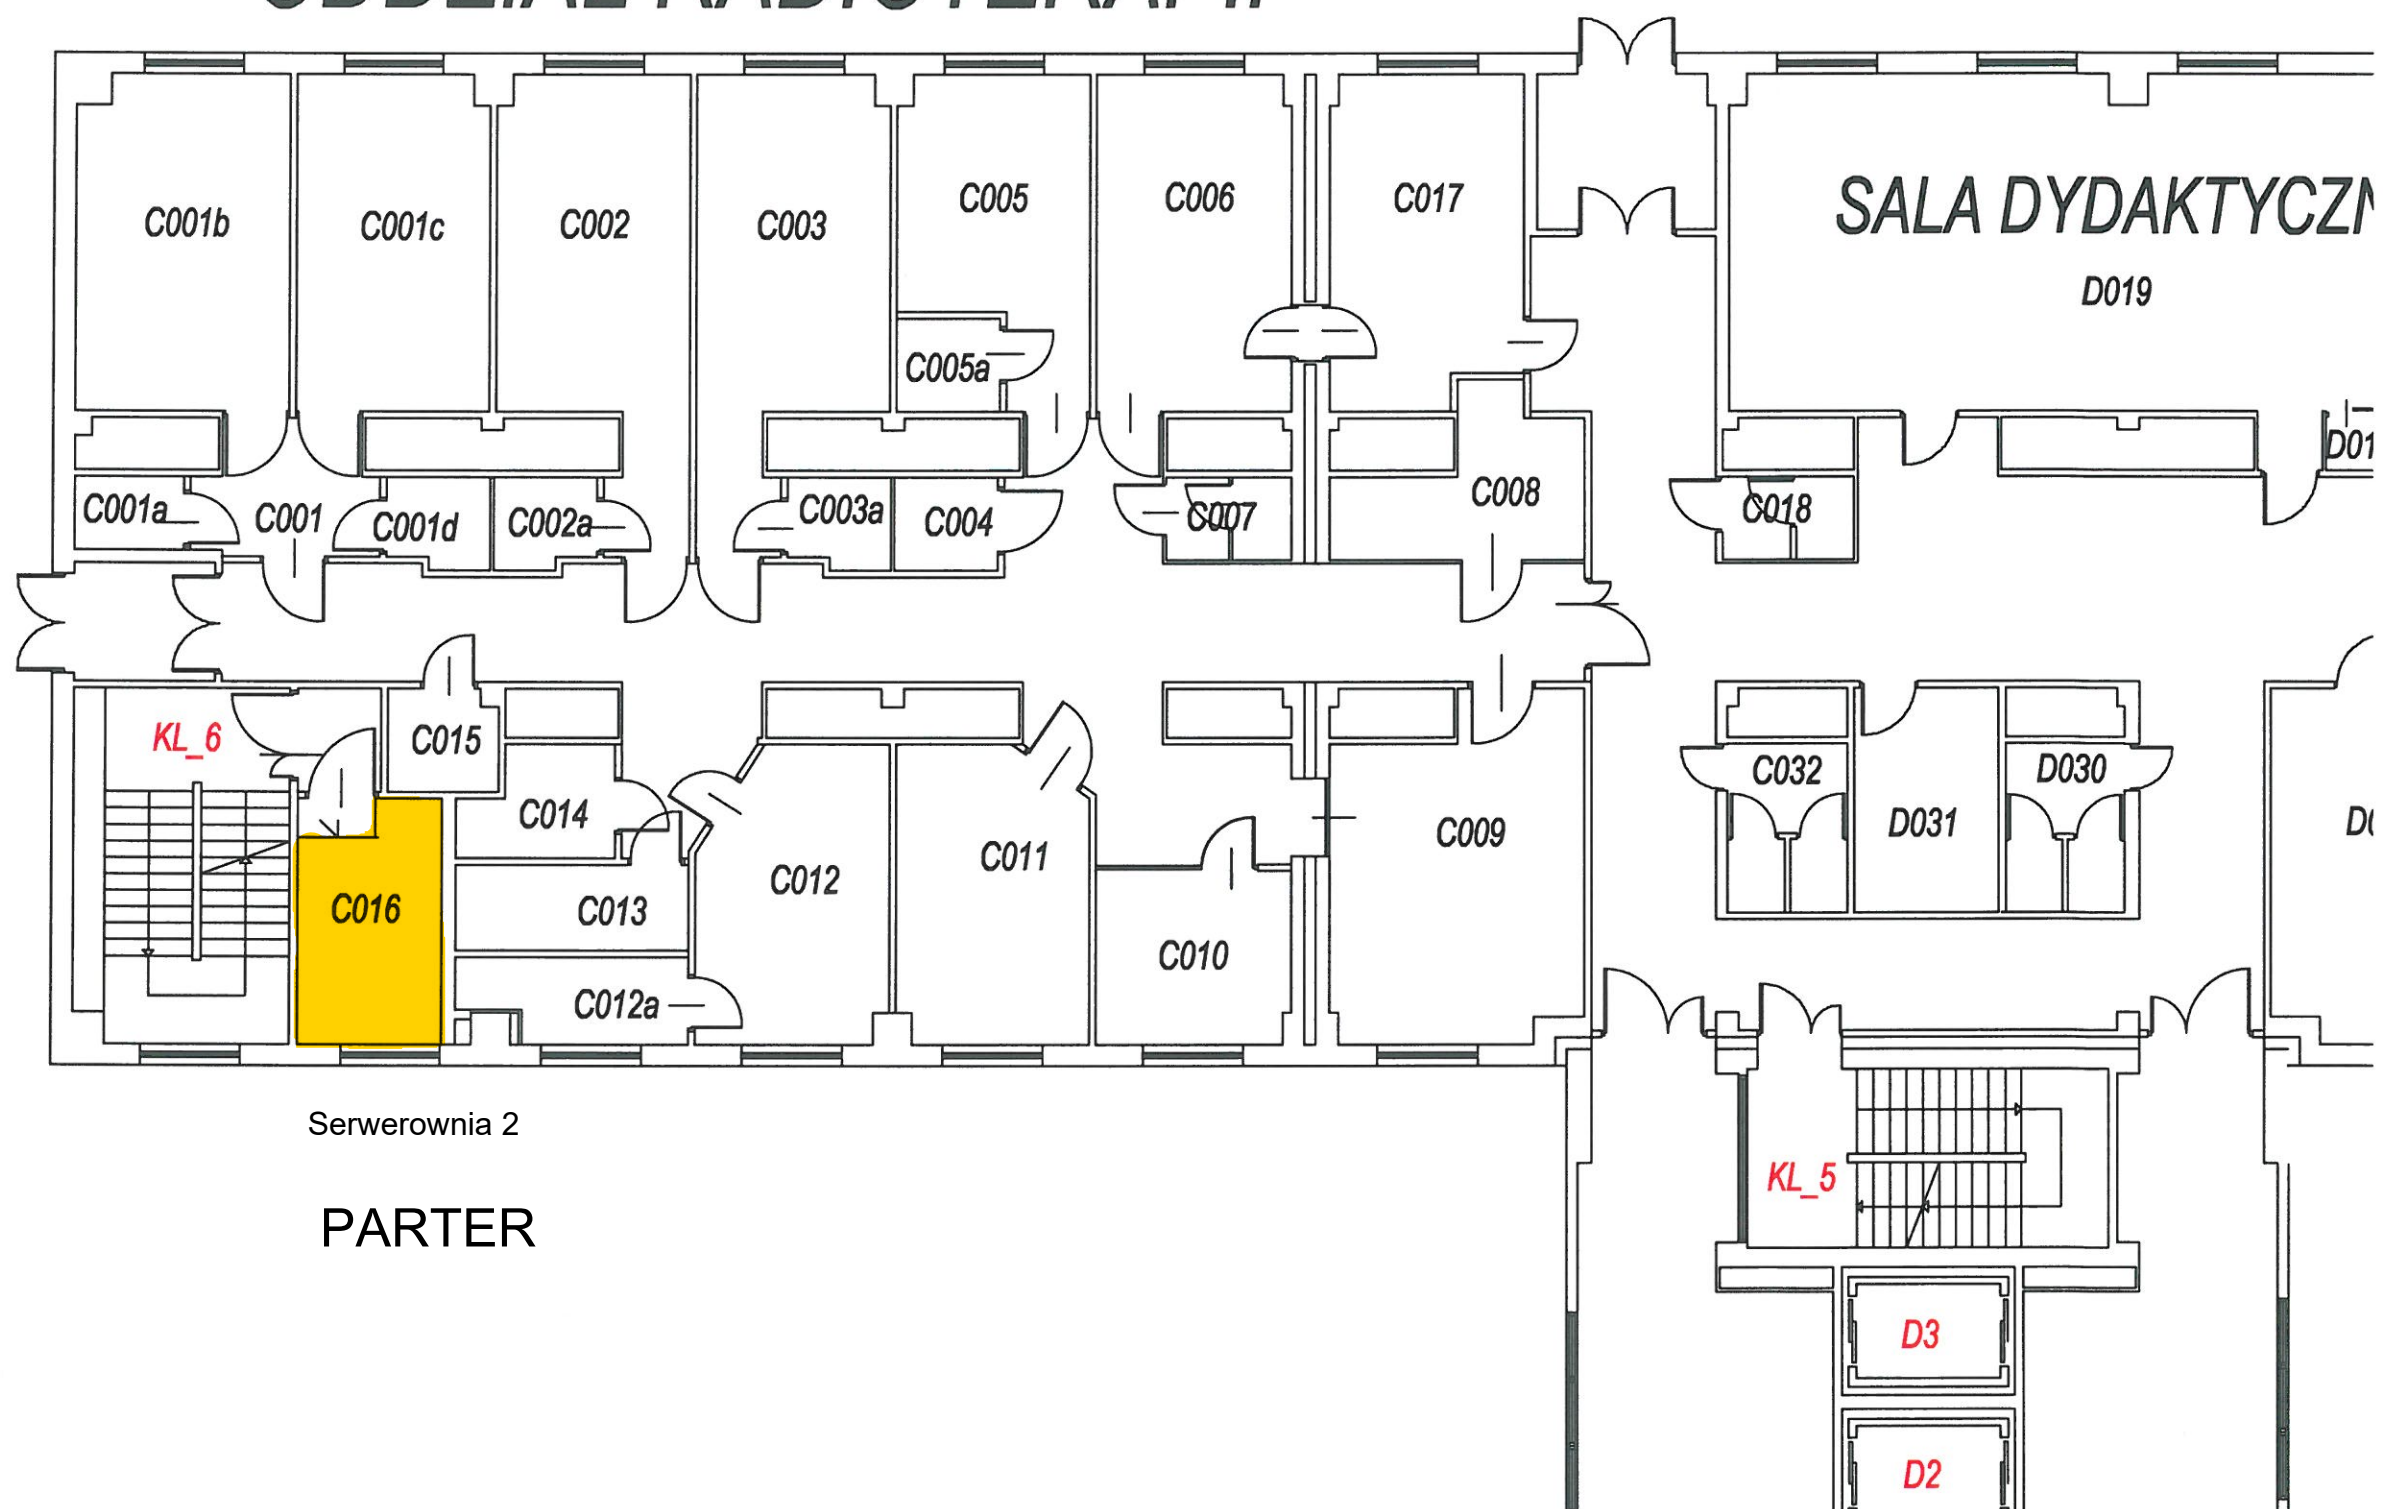 SALA DYDAKTYCZN
D019
C001b
C001c
C002
C003
C005
C006
C017
C005a
C001a
C001
C001d
C002a
C003a
C004
C007
C008
C018
D01
KL_6
C015
C014
C016
C013
C012a
C012
C011
C010
C009
C032
D031
D030
Serwerownia 2
PARTER
KL_5
D3
D2